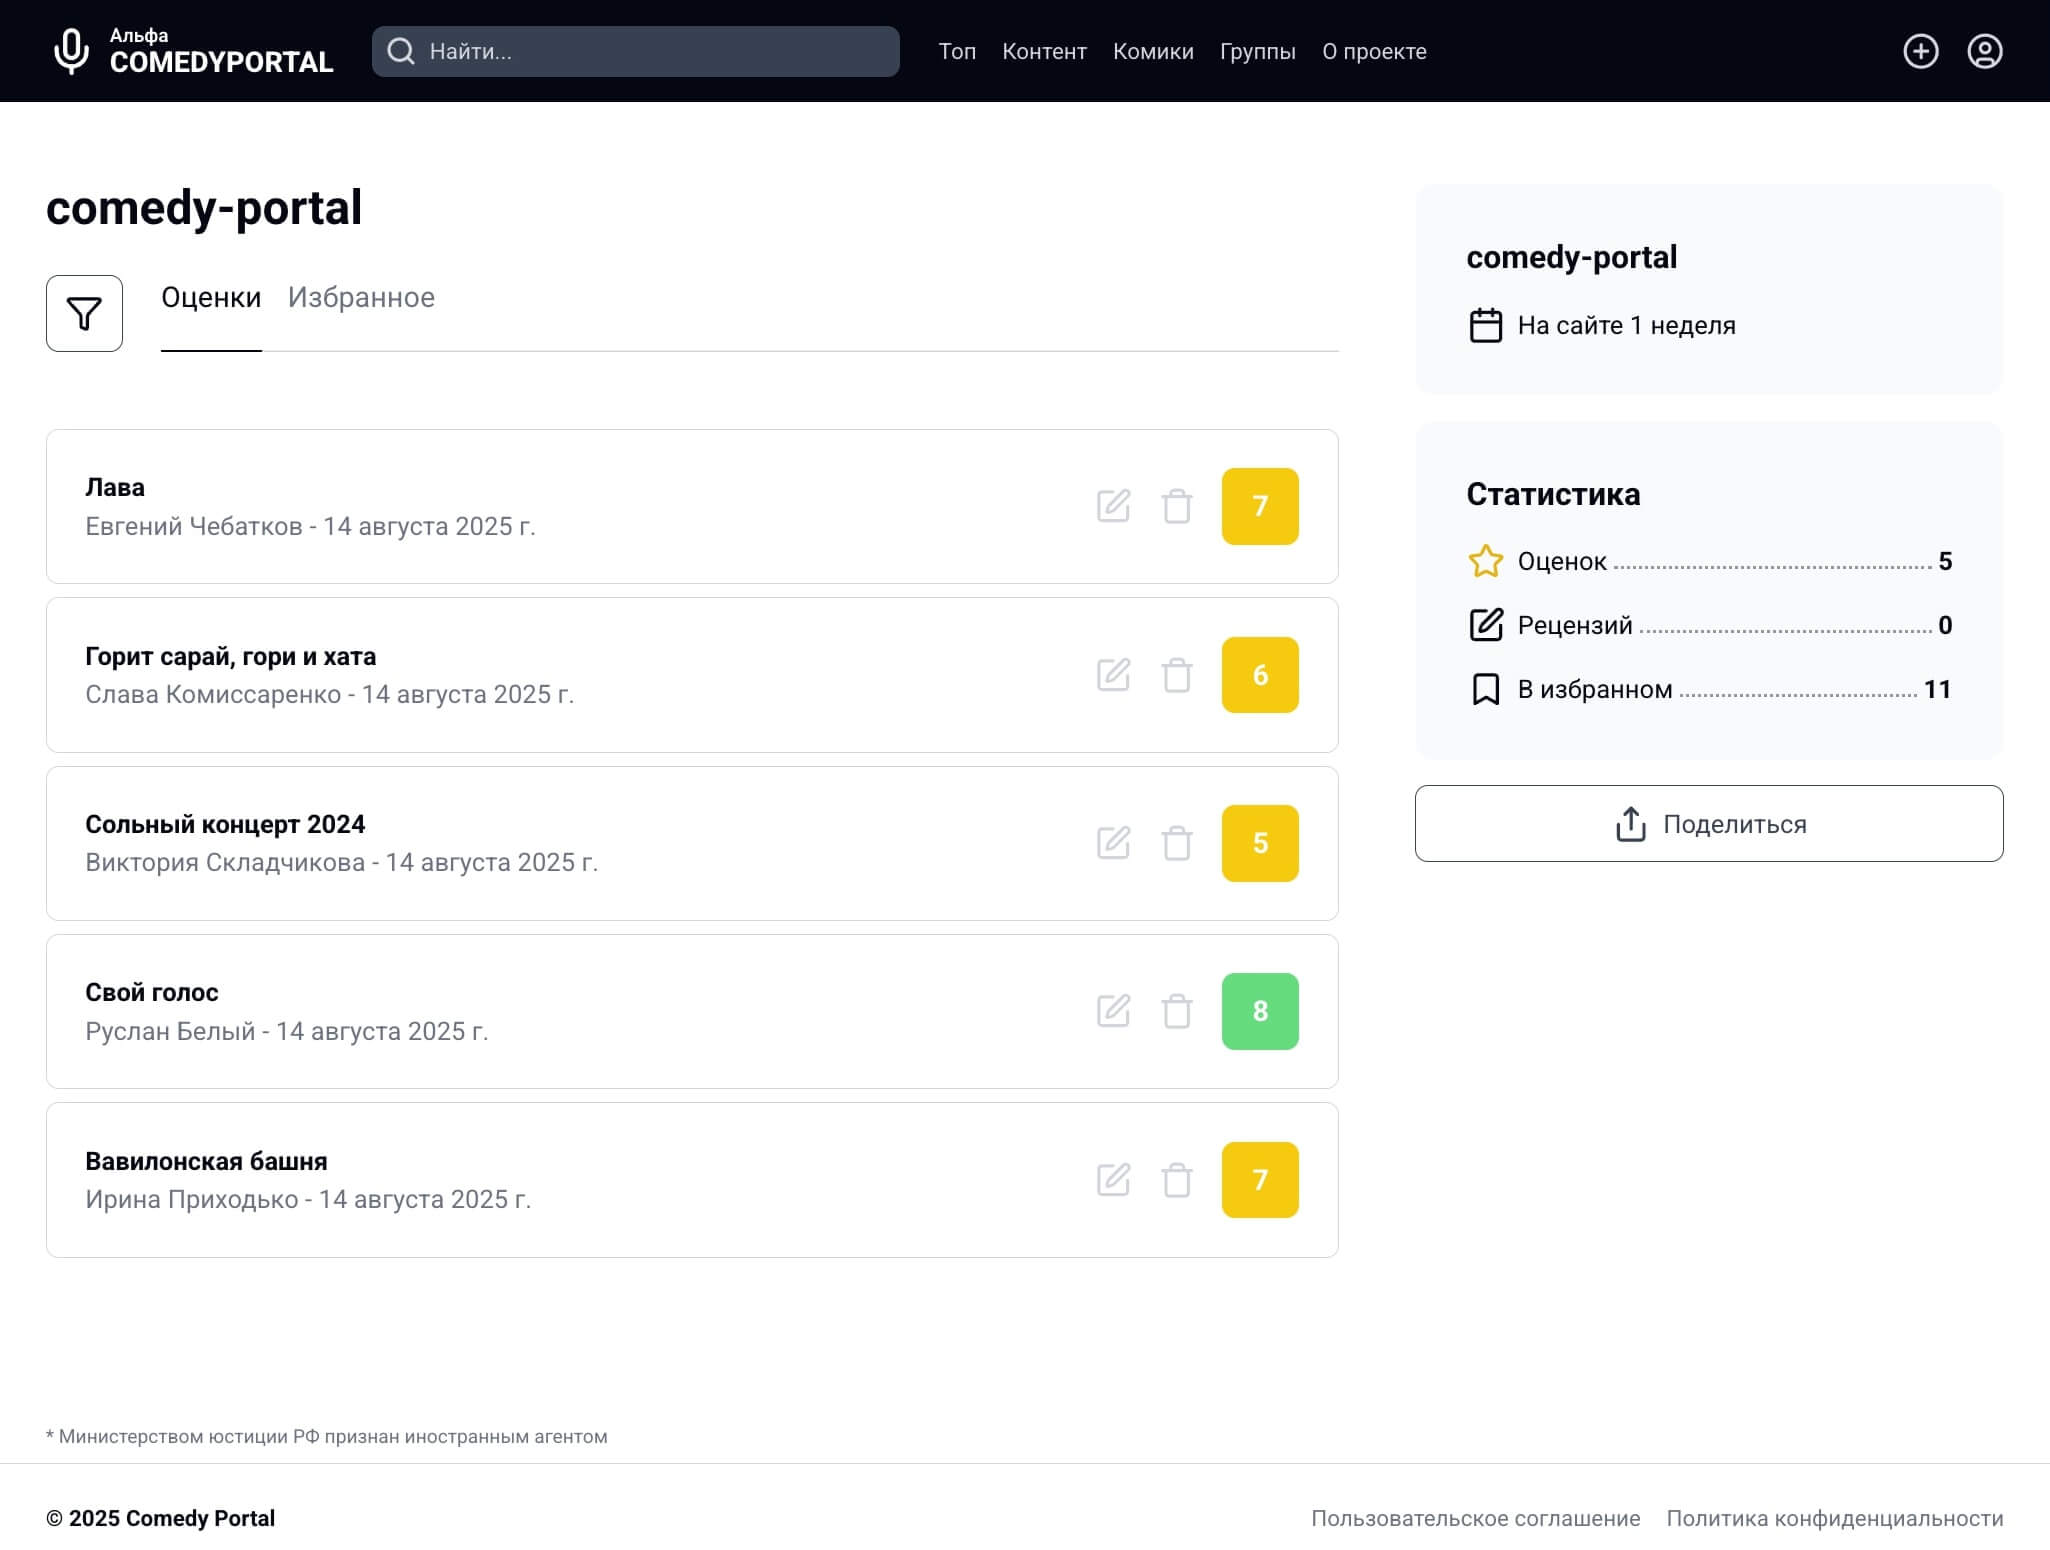 Альфа
COMEDYPORTAL
Найти...
Топ
Контент
Комики
Группы
О проекте
comedy-portal
Оценки
Избранное
Лава
Евгений Чебатков - 14 августа 2025 г.
7
Горит сарай, гори и хата
Слава Комиссаренко - 14 августа 2025 г.
6
Сольный концерт 2024
Виктория Складчикова - 14 августа 2025 г.
5
Свой голос
Руслан Белый - 14 августа 2025 г.
8
Вавилонская башня
Ирина Приходько - 14 августа 2025 г.
7
comedy-portal
На сайте 1 неделя
Статистика
Оценок 5
Рецензий 0
В избранном 11
Поделиться
* Министерством юстиции РФ признан иностранным агентом
© 2025 Comedy Portal
Пользовательское соглашение
Политика конфиденциальности